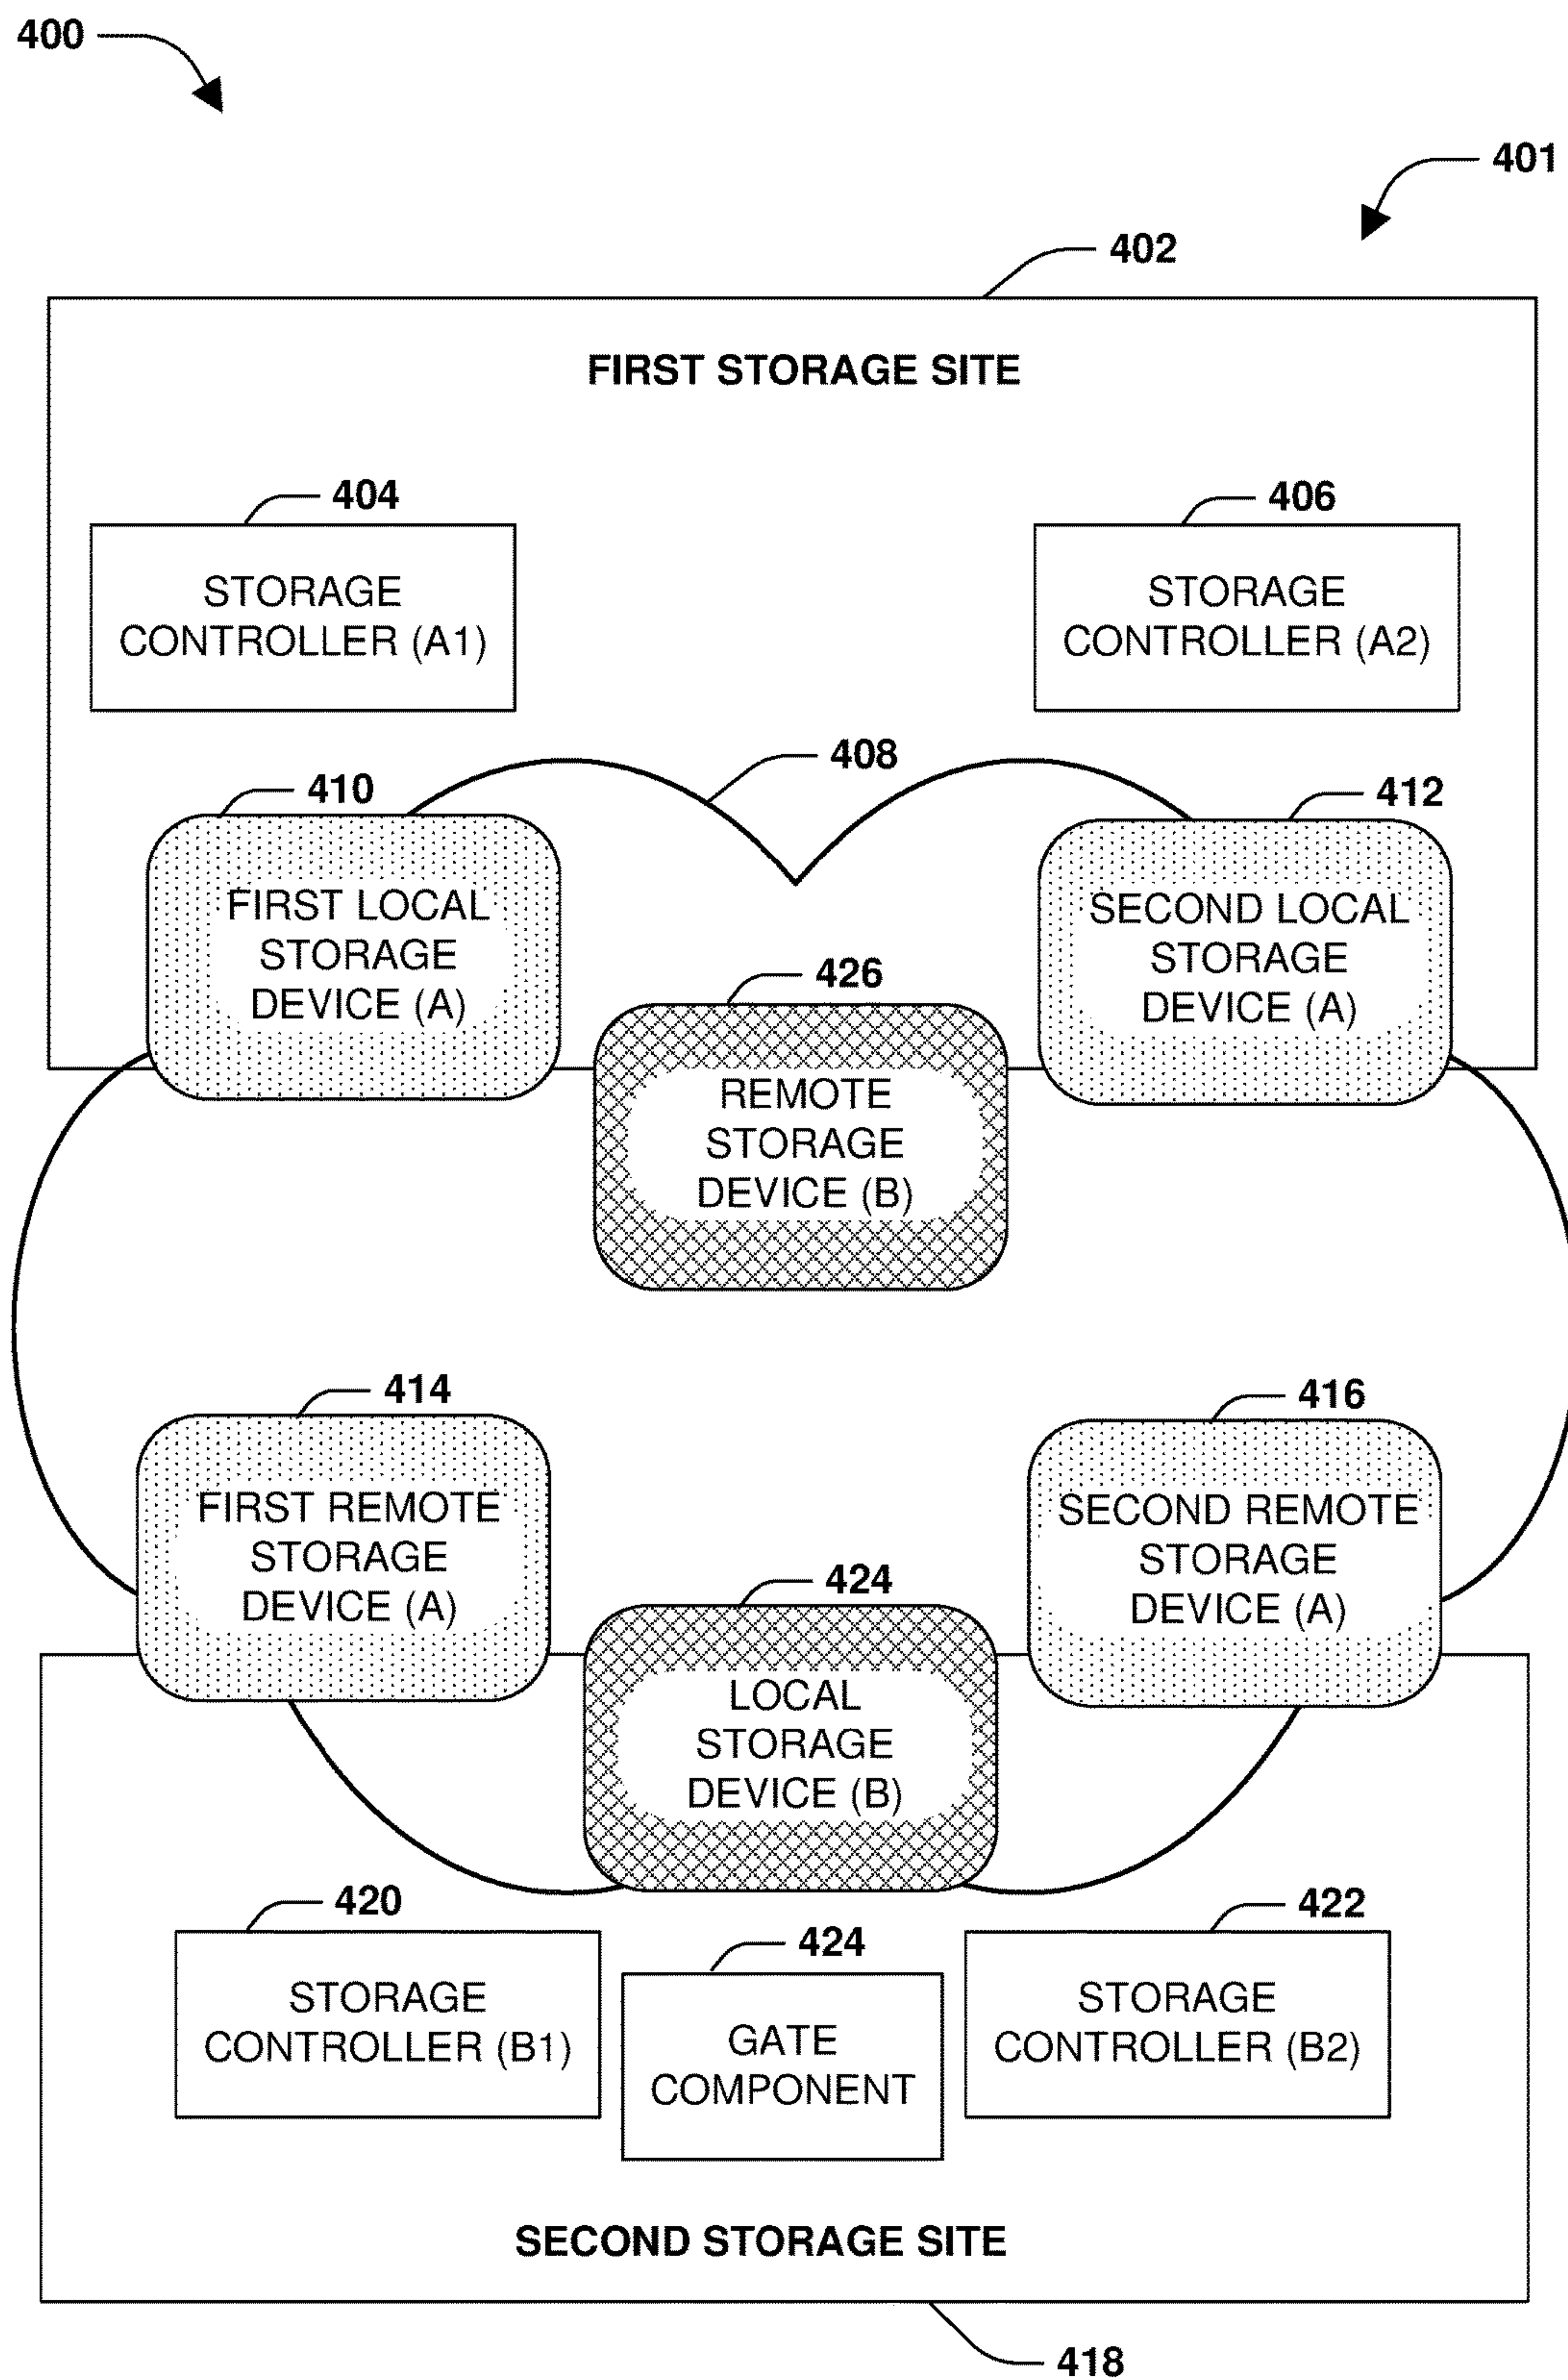 400
401
402
FIRST STORAGE SITE
404
406
STORAGE
CONTROLLER (A1)
STORAGE
CONTROLLER (A2)
408
410
412
FIRST LOCAL
STORAGE
DEVICE (A)
SECOND LOCAL
STORAGE
DEVICE (A)
426
REMOTE
STORAGE
DEVICE (B)
414
416
FIRST REMOTE
STORAGE
DEVICE (A)
SECOND REMOTE
STORAGE
DEVICE (A)
424
LOCAL
STORAGE
DEVICE (B)
420
422
424
STORAGE
CONTROLLER (B1)
GATE
COMPONENT
STORAGE
CONTROLLER (B2)
SECOND STORAGE SITE
418